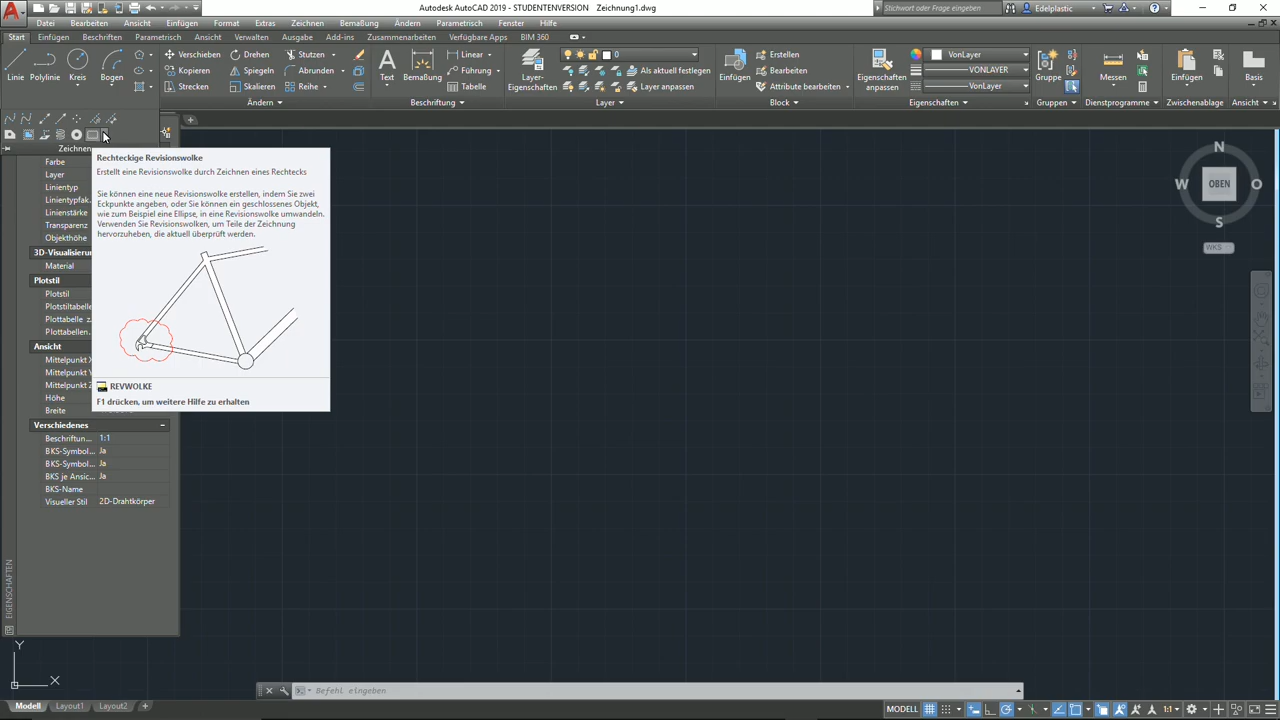 Autodesk AutoCAD 2019 - STUDENTENVERSION Zeichnung1.dwg
Stichwort oder Frage eingeben
Edelplastic
Datei Bearbeiten Ansicht Einfügen Format Extras Zeichnen Bemaßung Ändern Parametrisch Fenster Hilfe
Start Einfügen Beschriften Parametrisch Ansicht Verwalten Ausgabe Add-ins Zusammenarbeiten Verfügbare Apps BIM 360
Linie Polylinie Kreis Bogen
Verschieben Drehen Stutzen
Kopieren Spiegeln Abrunden
Strecken Skalieren Reihe
Ändern
Text Bemaßung
Linear
Führung
Tabelle
Beschriftung
Layer-
Eigenschaften
0
Als aktuell festlegen
Layer anpassen
Layer
Einfügen
Erstellen
Bearbeiten
Attribute bearbeiten
Block
Eigenschaften
anpassen
VonLayer
VONLAYER
VonLayer
Eigenschaften
Gruppe
Gruppen
Messen
Dienstprogramme
Einfügen
Zwischenablage
Basis
Ansicht
Zeichnen
Farbe
Layer
Linientyp
Linientypfak..
Linienstärke
Transparenz
Objekthöhe
3D-Visualisierun
Material
Plotstil
Plotstil
Plotstiltabelle
Plottabelle z.
Plottabellen.
Ansicht
Mittelpunkt X
Mittelpunkt Y
Mittelpunkt Z
Höhe
Breite
Verschiedenes
Beschriftun... 1:1
BKS-Symbol... Ja
BKS-Symbol... Ja
BKS je Ansic... Ja
BKS-Name
Visueller Stil 2D-Drahtkörper
EIGENSCHAFTEN
Rechteckige Revisionswolke
Erstellt eine Revisionswolke durch Zeichnen eines Rechtecks
Sie können eine neue Revisionswolke erstellen, indem Sie zwei
Eckpunkte angeben, oder Sie können ein geschlossenes Objekt,
wie zum Beispiel eine Ellipse, in eine Revisionswolke umwandeln.
Verwenden Sie Revisionswolken, um Teile der Zeichnung
hervorzuheben, die aktuell überprüft werden.
REVWOLKE
F1 drücken, um weitere Hilfe zu erhalten
N
W OBEN O
S
WKS
Y
X
Befehl eingeben
Modell Layout1 Layout2
MODELL
1:1